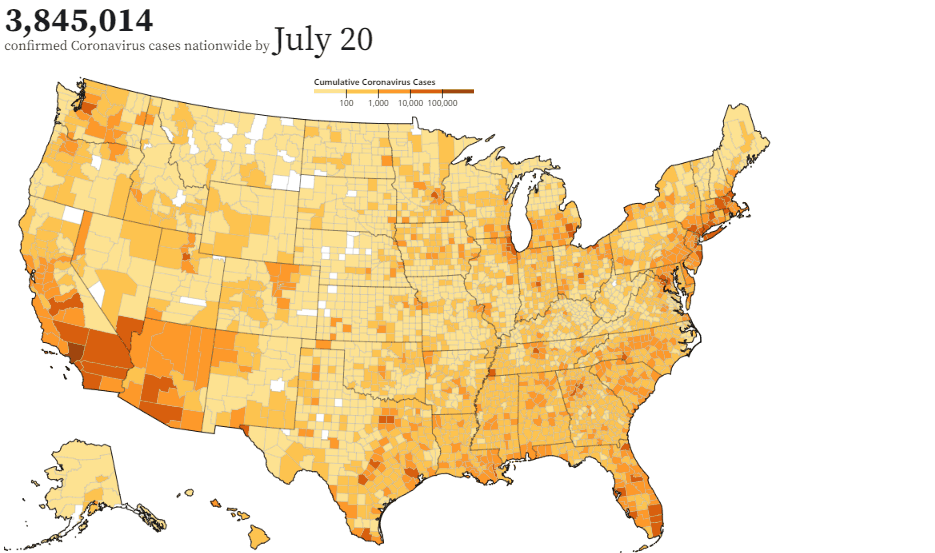 3,845,014
confirmed Coronavirus cases nationwide by July 20
Cumulative Coronavirus Cases
100 1,000 10,000 100,000